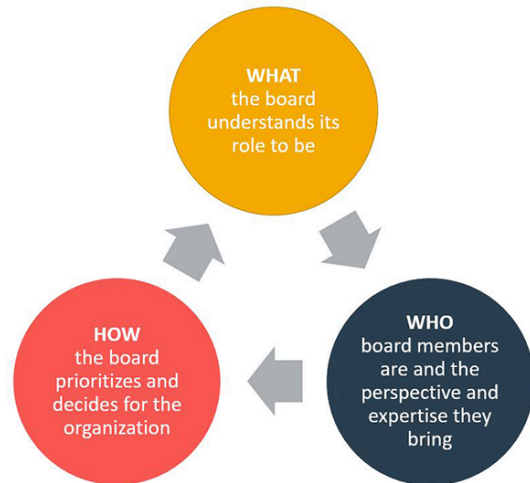 WHAT
the board
understands its
role to be
WHO
board members
are and the
perspective and
expertise they
bring
HOW
the board
prioritizes and
decides for the
organization